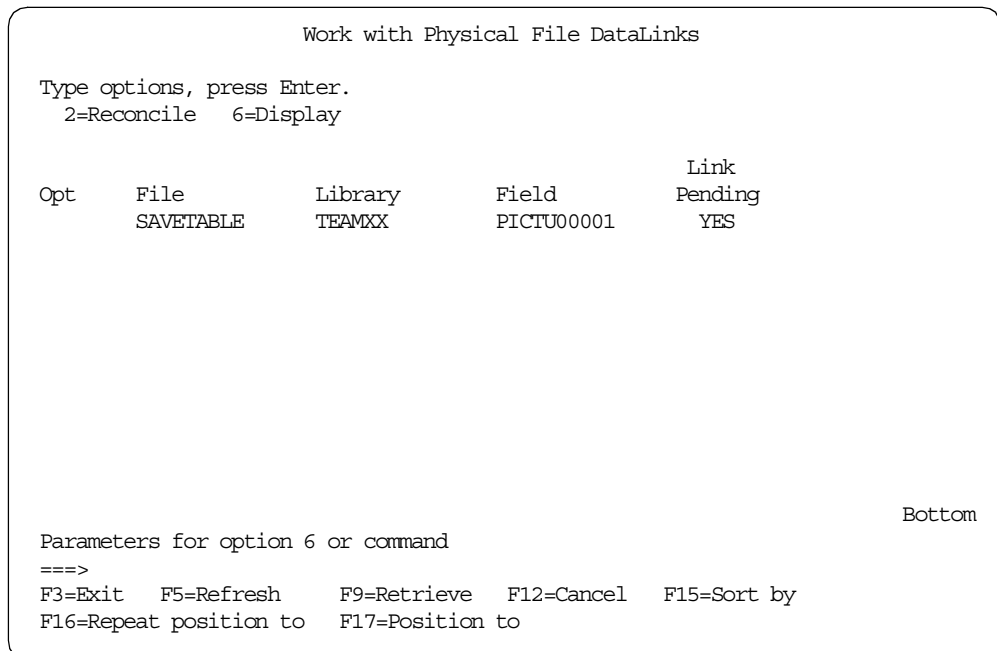 Work with Physical File DataLinks
Type options, press Enter.
2=Reconcile 6=Display
Link
Opt File Library Field Pending
SAVETABLE TEAMXX PICTU00001 YES
Bottom
Parameters for option 6 or command
===>
F3=Exit F5=Refresh F9=Retrieve F12=Cancel F15=Sort by
F16=Repeat position to F17=Position to